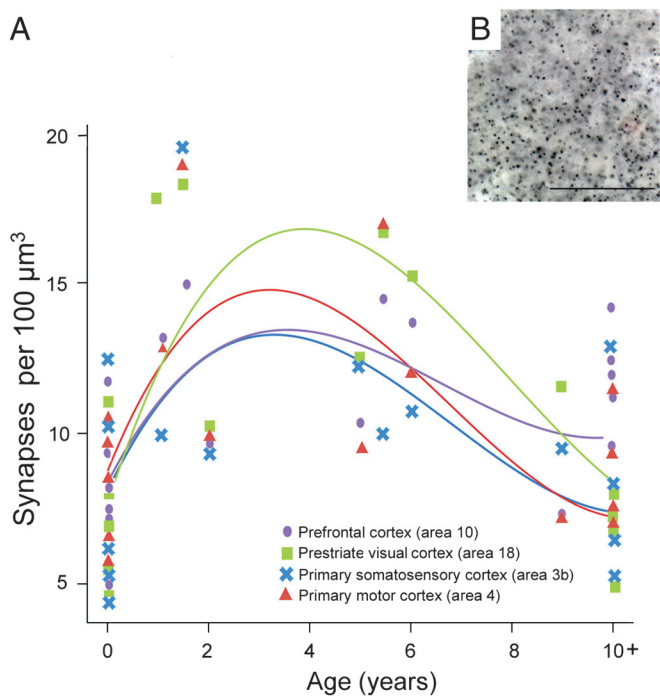 A
B
Synapses per 100 µm³
20
15
10
5
Prefrontal cortex (area 10)
Prestriate visual cortex (area 18)
Primary somatosensory cortex (area 3b)
Primary motor cortex (area 4)
0
2
4
6
8
10+
Age (years)